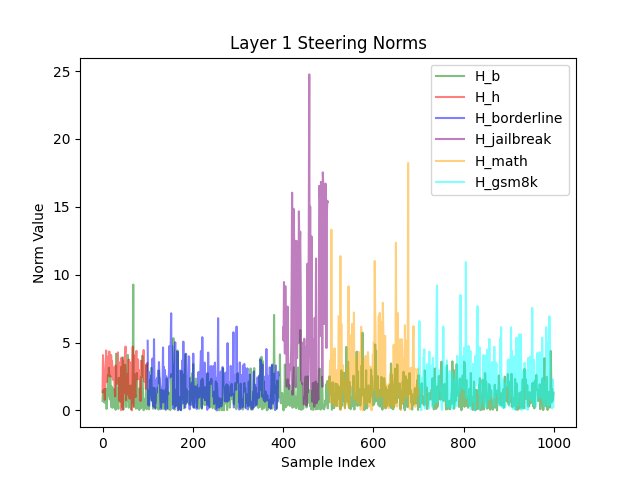 Layer 1 Steering Norms
Norm Value
25
20
15
10
5
0
0 200 400 600 800 1000
Sample Index
H_b
H_h
H_borderline
H_jailbreak
H_math
H_gsm8k